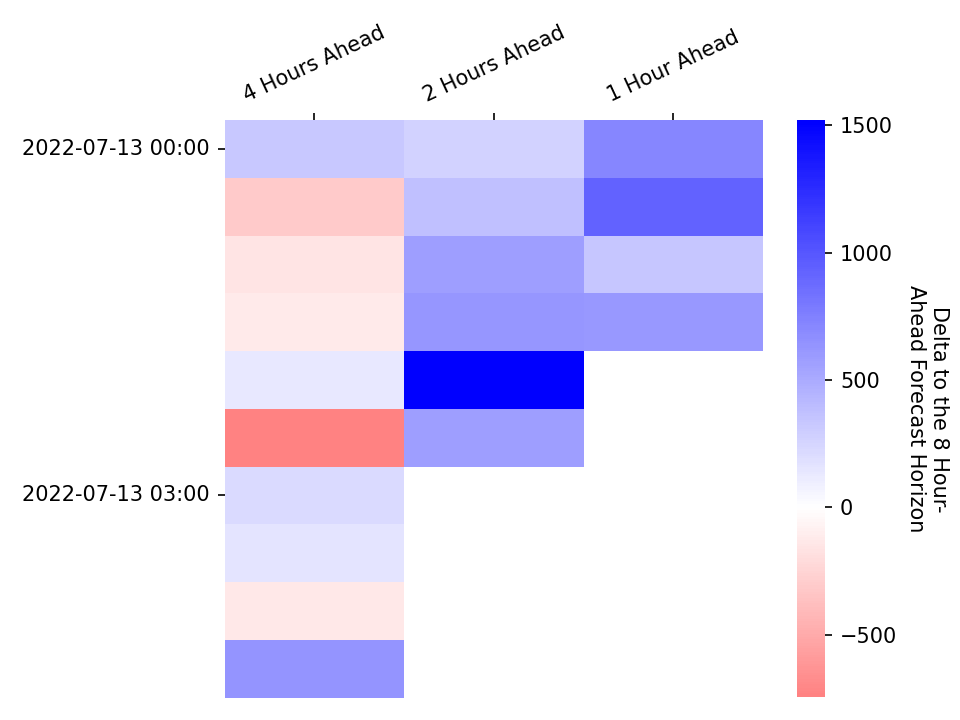 4 Hours Ahead
2 Hours Ahead
1 Hour Ahead
2022-07-13 00:00
2022-07-13 03:00
1500
1000
500
0
−500
Delta to the 8 Hour-
Ahead Forecast Horizon